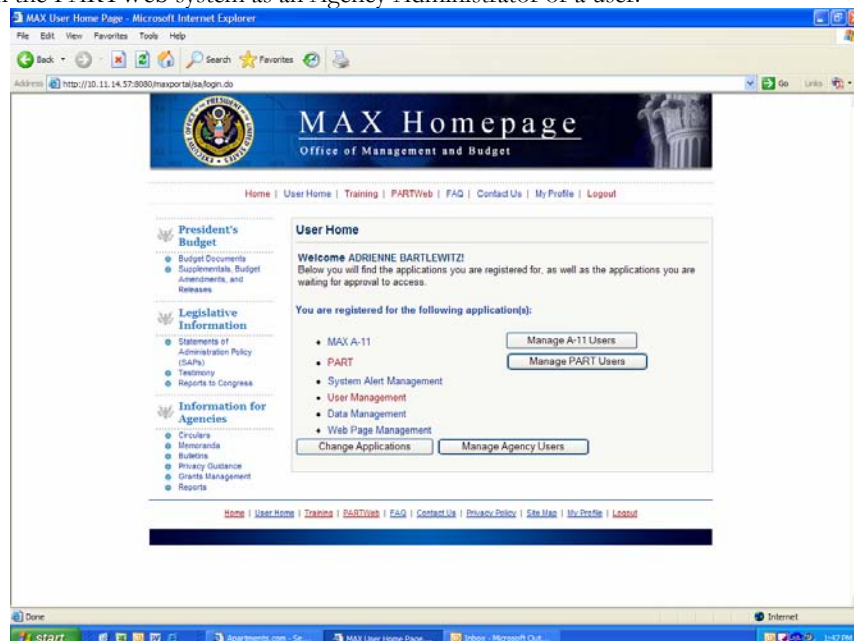 the PARTWeb system as an Agency Administrator or a user.
MAX User Home Page - Microsoft Internet Explorer
File Edit View Favorites Tools Help
Back Search Favorites
Address http://10.11.14.57:8080/maxportal/sa/login.do Go Links
MAX Homepage
Office of Management and Budget
Home | User Home | Training | PARTWeb | FAQ | Contact Us | My Profile | Logout
President's
Budget
Budget Documents
Supplementals, Budget
Amendments, and
Releases
Legislative
Information
Statements of
Administration Policy
(SAPs)
Testimony
Reports to Congress
Information for
Agencies
Circulars
Memoranda
Bulletins
Privacy Guidance
Grants Management
Reports
User Home
Welcome ADRIENNE BARTLEWITZ!
Below you will find the applications you are registered for, as well as the applications you are
waiting for approval to access.
You are registered for the following application(s):
MAX A-11 Manage A-11 Users
PART Manage PART Users
System Alert Management
User Management
Data Management
Web Page Management
Change Applications Manage Agency Users
Home | User Home | Training | PARTWeb | FAQ | Contact Us | Privacy Policy | Site Map | My Profile | Logout
Done Internet
start Apartments.com - Se... MAX User Home Page... Inbox - Microsoft Out... 1:42 PM